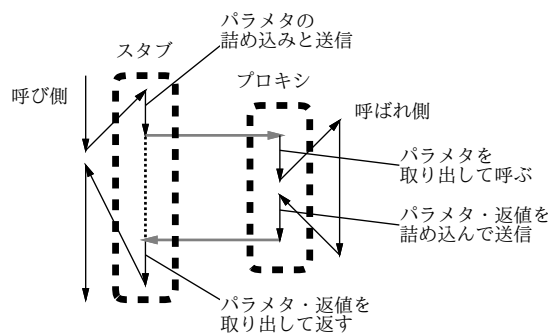 パラメタの
詰め込みと送信
スタブ
プロキシ
呼び側
呼ばれ側
パラメタを
取り出して呼ぶ
パラメタ・返値を
詰め込んで送信
パラメタ・返値を
取り出して返す